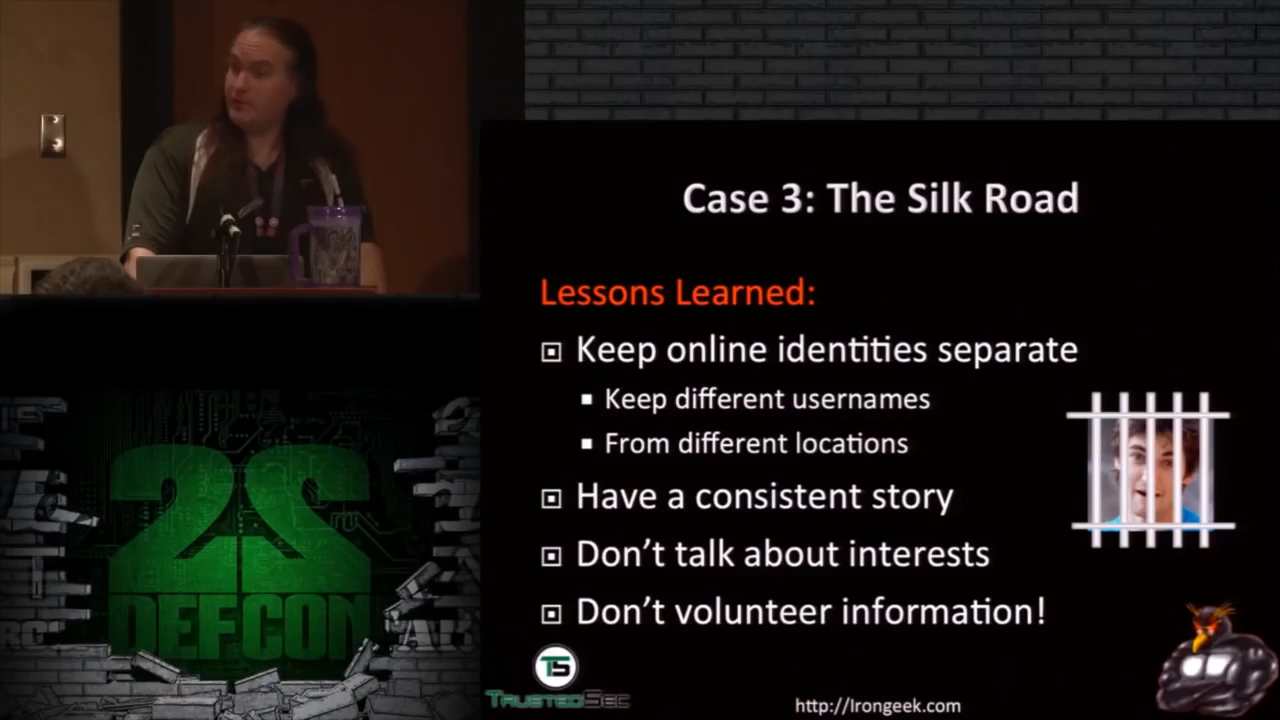 Case 3: The Silk Road
Lessons Learned:
Keep online identities separate
Keep different usernames
From different locations
Have a consistent story
Don't talk about interests
Don't volunteer information!
TS
TRUSTEDSEC
http://Irongeek.com
22
DEFCON